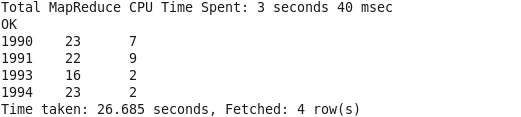 Total MapReduce CPU Time Spent: 3 seconds 40 msec
OK
1990    23      7
1991    22      9
1993    16      2
1994    23      2
Time taken: 26.685 seconds, Fetched: 4 row(s)